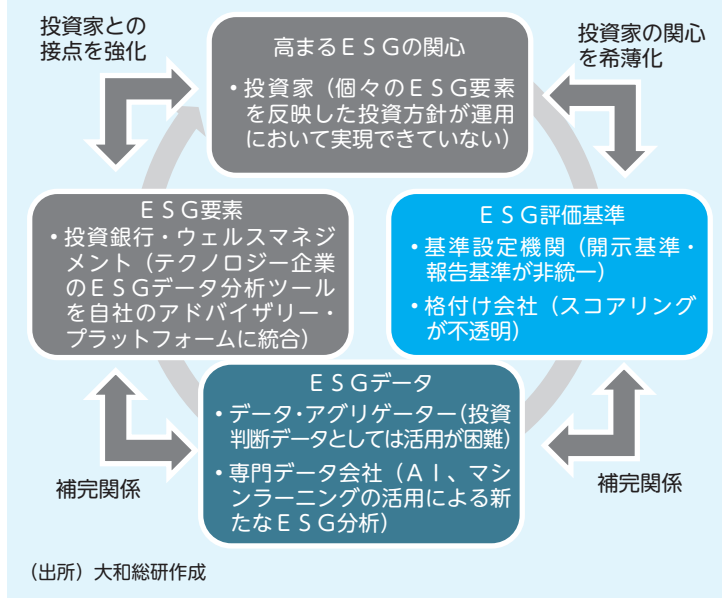 投資家との
接点を強化
高まるＥＳＧの関心
・投資家（個々のＥＳＧ要素
を反映した投資方針が運用
において実現できていない）
投資家の関心
を希薄化
ＥＳＧ要素
・投資銀行・ウェルスマネジ
メント（テクノロジー企業
のＥＳＧデータ分析ツール
を自社のアドバイザリー・
プラットフォームに統合）
ＥＳＧ評価基準
・基準設定機関（開示基準・
報告基準が非統一）
・格付け会社（スコアリング
が不透明）
ＥＳＧデータ
・データ・アグリゲーター（投資
判断データとしては活用が困難）
・専門データ会社（ＡＩ、マシ
ンラーニングの活用による新
たなＥＳＧ分析）
補完関係
補完関係
（出所）大和総研作成